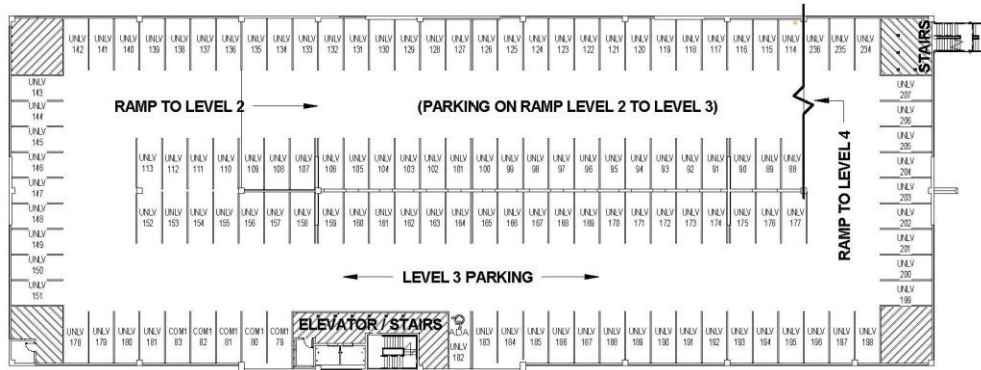 UNLV 142
UNLV 141
UNLV 140
UNLV 139
UNLV 138
UNLV 137
UNLV 136
UNLV 135
UNLV 134
UNLV 133
UNLV 132
UNLV 131
UNLV 130
UNLV 129
UNLV 128
UNLV 127
UNLV 126
UNLV 125
UNLV 124
UNLV 123
UNLV 122
UNLV 121
UNLV 120
UNLV 119
UNLV 118
UNLV 117
UNLV 116
UNLV 115
UNLV 114
UNLV 236
UNLV 235
UNLV 234
STAIRS
UNLV 143
UNLV 144
UNLV 145
UNLV 146
UNLV 147
UNLV 148
UNLV 149
UNLV 150
UNLV 151
RAMP TO LEVEL 2
(PARKING ON RAMP LEVEL 2 TO LEVEL 3)
RAMP TO LEVEL 4
UNLV 207
UNLV 206
UNLV 205
UNLV 204
UNLV 203
UNLV 202
UNLV 201
UNLV 200
UNLV 199
UNLV 113
UNLV 112
UNLV 111
UNLV 110
UNLV 109
UNLV 108
UNLV 107
UNLV 106
UNLV 105
UNLV 104
UNLV 103
UNLV 102
UNLV 101
UNLV 100
UNLV 99
UNLV 98
UNLV 97
UNLV 96
UNLV 95
UNLV 94
UNLV 93
UNLV 92
UNLV 91
UNLV 90
UNLV 89
UNLV 88
UNLV 152
UNLV 153
UNLV 154
UNLV 155
UNLV 156
UNLV 157
UNLV 158
UNLV 159
UNLV 160
UNLV 161
UNLV 162
UNLV 163
UNLV 164
UNLV 165
UNLV 166
UNLV 167
UNLV 168
UNLV 169
UNLV 170
UNLV 171
UNLV 172
UNLV 173
UNLV 174
UNLV 175
UNLV 176
UNLV 177
LEVEL 3 PARKING
UNLV 178
UNLV 179
UNLV 180
UNLV 181
COM1 83
COM1 82
COM1 81
COM1 80
COM1 79
ELEVATOR / STAIRS
ADA
UNLV 182
UNLV 183
UNLV 184
UNLV 185
UNLV 186
UNLV 187
UNLV 188
UNLV 189
UNLV 190
UNLV 191
UNLV 192
UNLV 193
UNLV 194
UNLV 195
UNLV 196
UNLV 197
UNLV 198